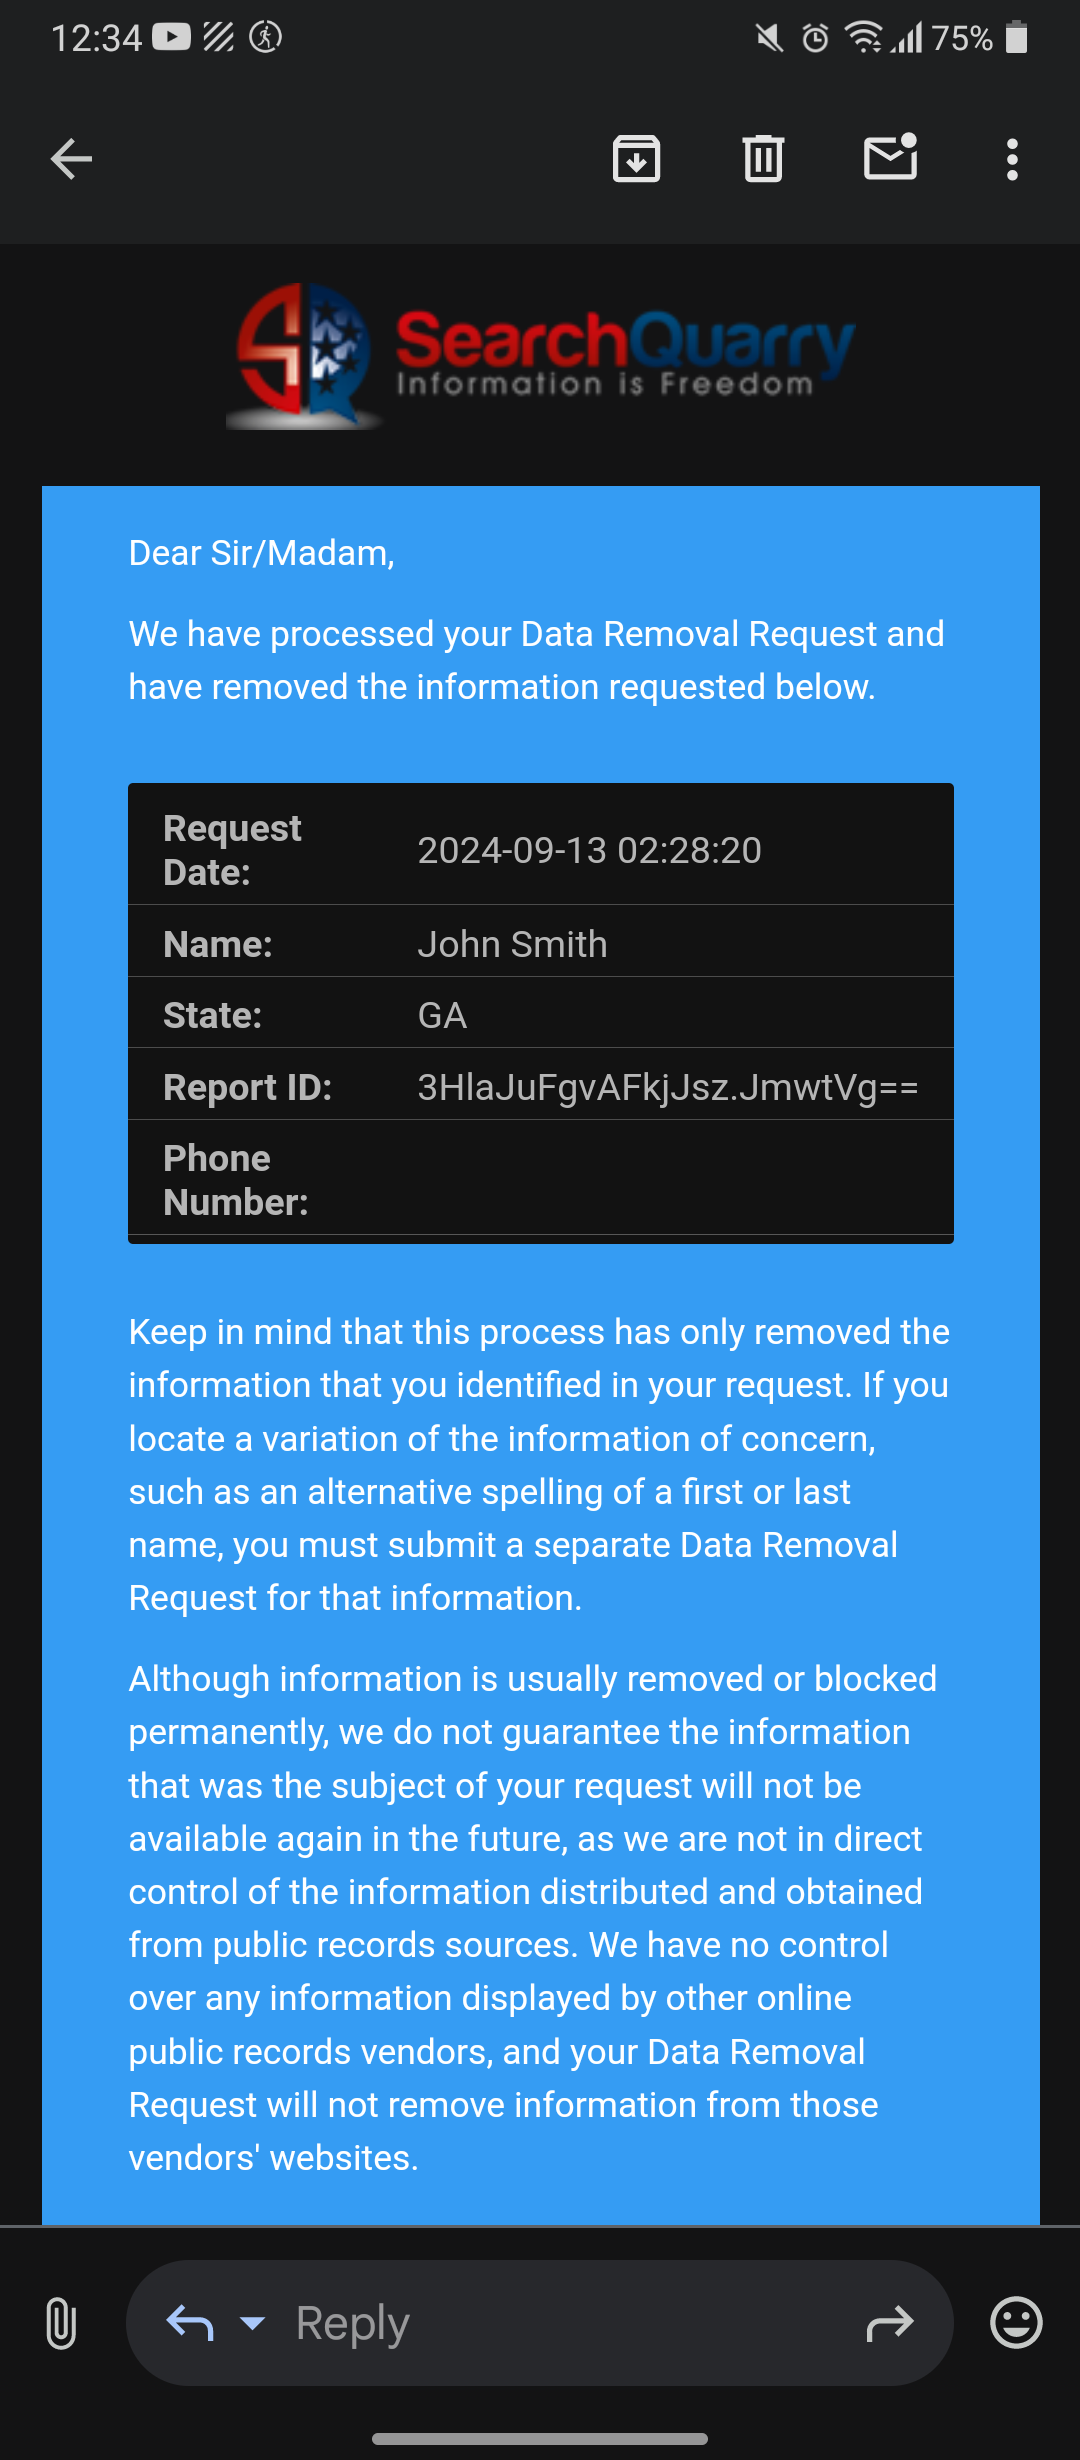 12:34
75%
SearchQuarry
Information is Freedom
Dear Sir/Madam,
We have processed your Data Removal Request and
have removed the information requested below.
Request
Date:
2024-09-13 02:28:20
Name: John Smith
State: GA
Report ID: 3HlaJuFgvAFkjJsz.JmwtVg==
Phone
Number:
Keep in mind that this process has only removed the
information that you identified in your request. If you
locate a variation of the information of concern,
such as an alternative spelling of a first or last
name, you must submit a separate Data Removal
Request for that information.
Although information is usually removed or blocked
permanently, we do not guarantee the information
that was the subject of your request will not be
available again in the future, as we are not in direct
control of the information distributed and obtained
from public records sources. We have no control
over any information displayed by other online
public records vendors, and your Data Removal
Request will not remove information from those
vendors' websites.
Reply